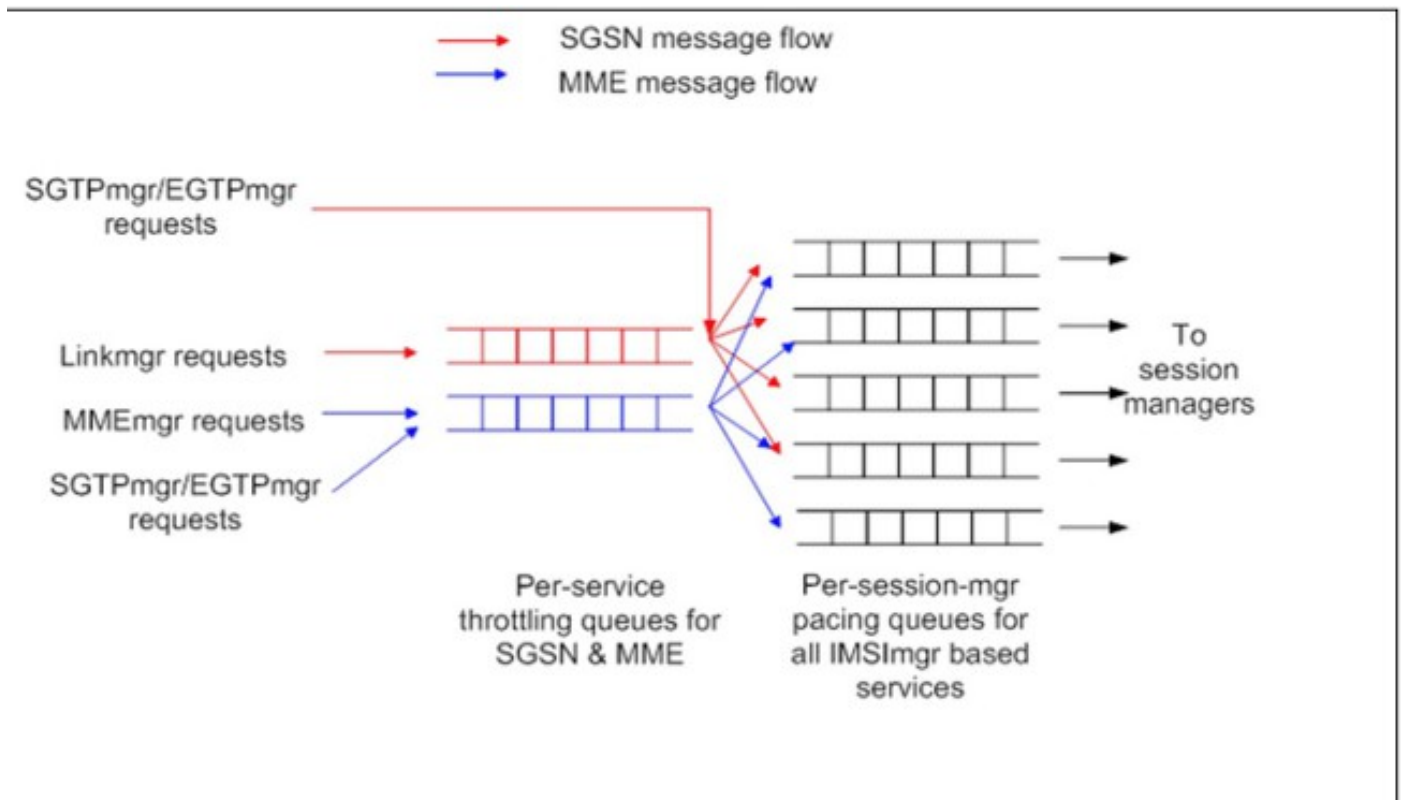 SGSN message flow
MME message flow
SGTPmgr/EGTPmgr
requests
Linkmgr requests
MMEmgr requests
SGTPmgr/EGTPmgr
requests
To
session
managers
Per-service
throttling queues for
SGSN & MME
Per-session-mgr
pacing queues for
all IMSImgr based
services